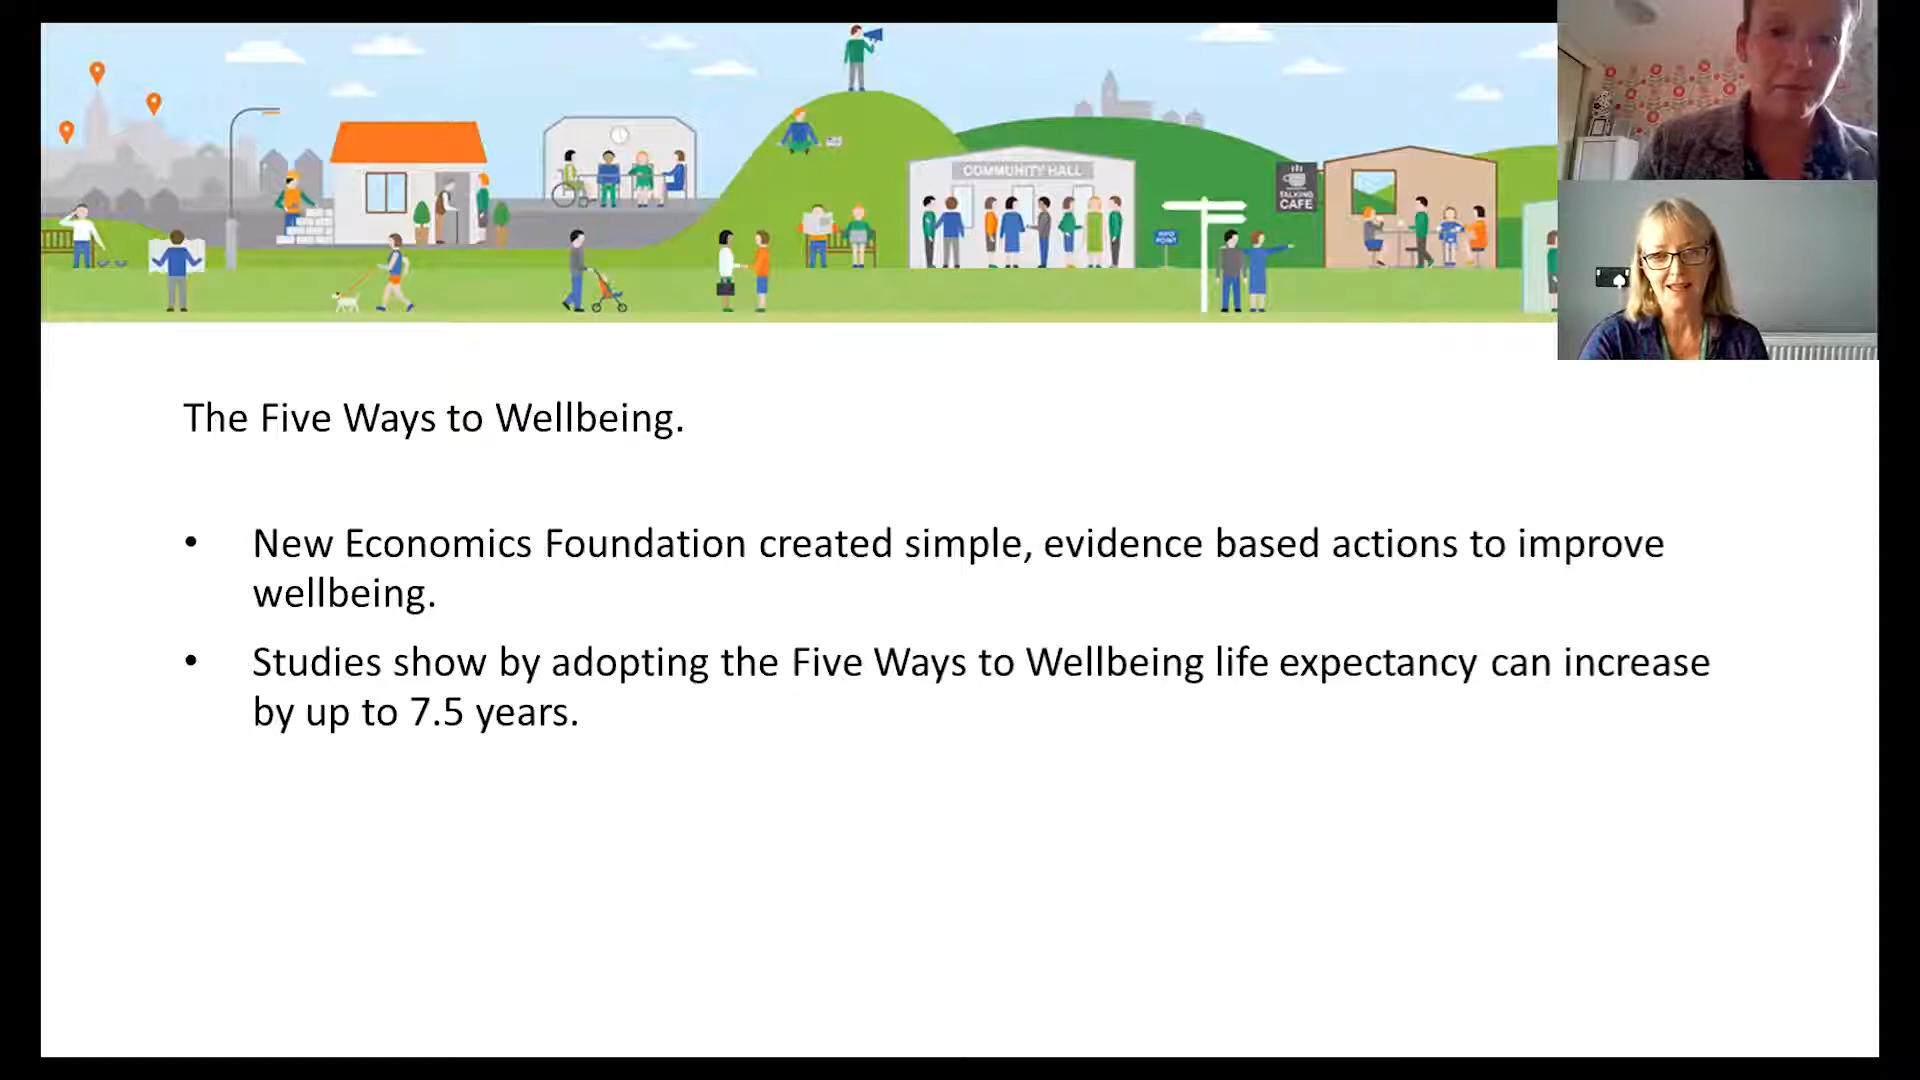 COMMUNITY HALL
TALKING
CAFE
INFO
POINT
The Five Ways to Wellbeing.
• New Economics Foundation created simple, evidence based actions to improve
wellbeing.
• Studies show by adopting the Five Ways to Wellbeing life expectancy can increase
by up to 7.5 years.